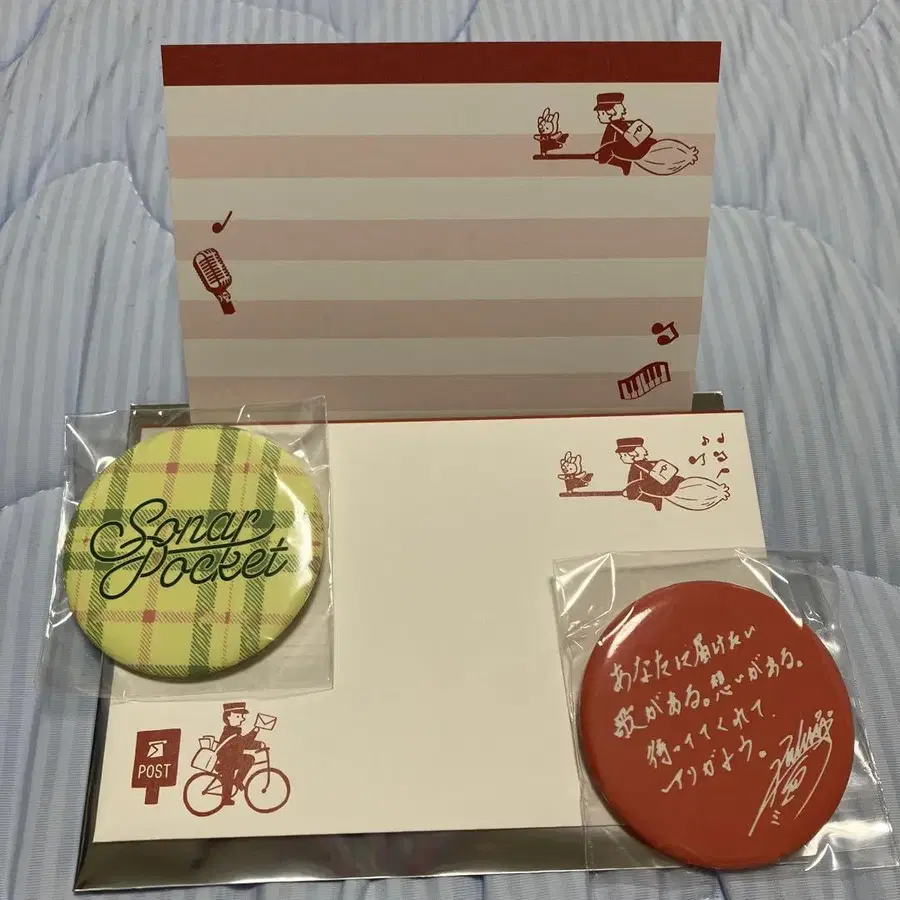 Sonar
Pocket
POST
あなたに届けたい
歌がある。想いがある。
待っててくれて、
ありがとう。